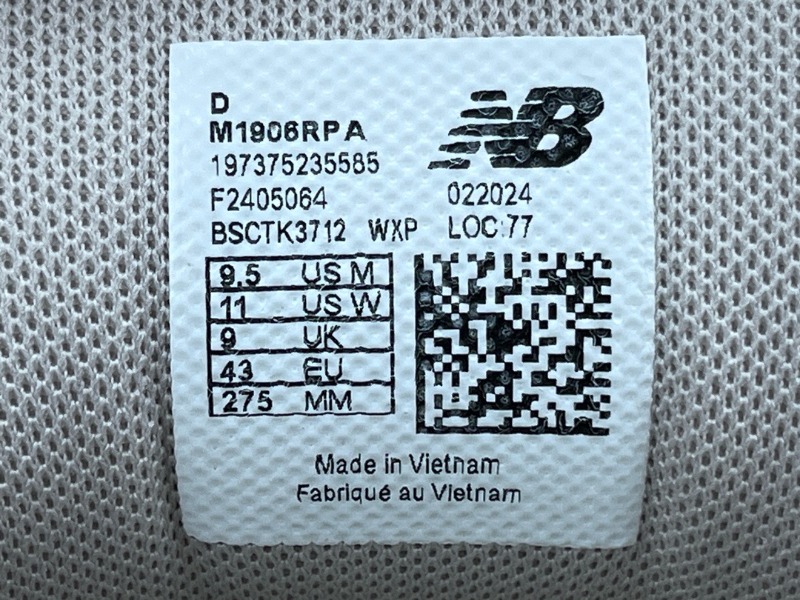 D
M1906RPA
197375235585
F2405064 022024
BSCTK3712 WXP LOC:77
NB
9.5 US M
11 US W
9 UK
43 EU
275 MM
Made in Vietnam
Fabriqué au Vietnam